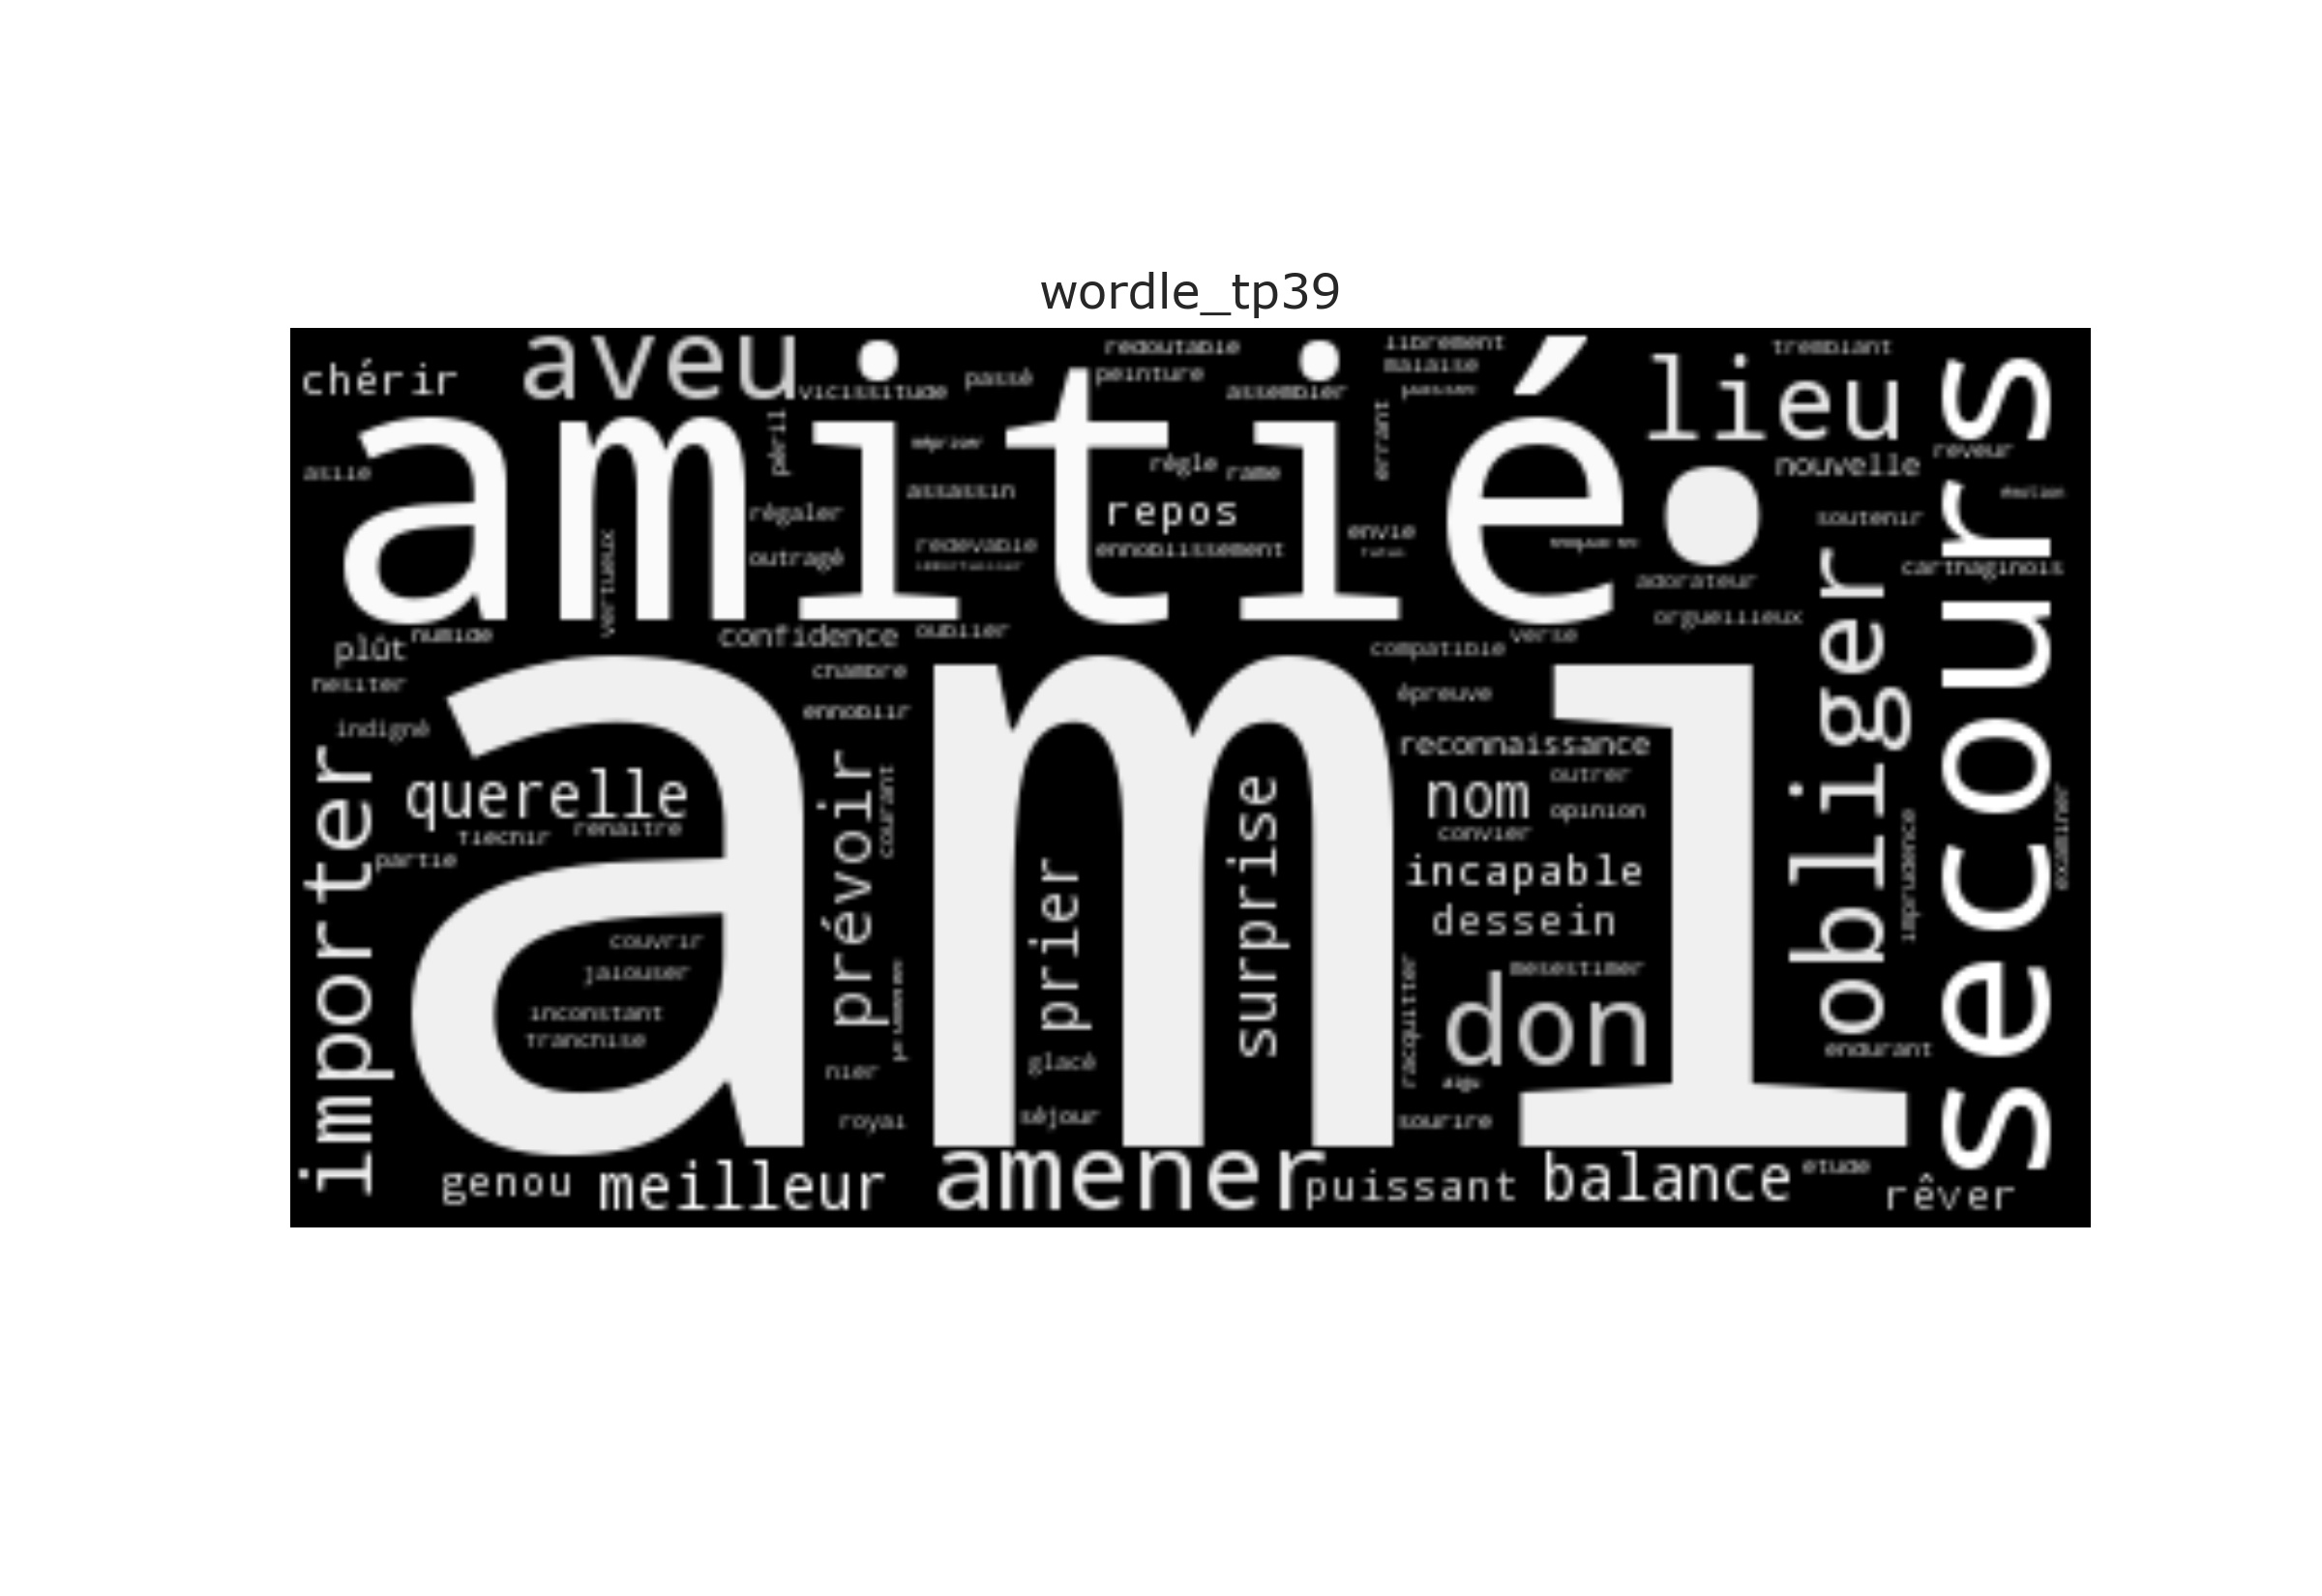 wordle_tp39
chérir
aveu
vicissitude
passé
redoutable
peinture
assembler
librement
malaise
lieu
tremblant
secours
amitié
péril
asile
régaler
outragé
vertueux
assassin
redevable
règle
rame
repos
ennoblissement
errant
envie
nouvelle
rêveur
soutenir
carthaginois
adorateur
orgueilleux
obliger
plût
numide
confidence
oublier
compatible
verse
hésiter
indigné
chambre
ennoblir
épreuve
ami
importer
querelle
fléchir
renaître
partie
prévoir
courant
prier
surprise
reconnaissance
nom
outrer
opinion
convier
incapable
dessein
imprudence
examiner
couvrir
jalouser
inconstant
franchise
mésestimer
don
racquitter
nier
glacé
royal
séjour
sourire
endurant
genou
meilleur
amener
puissant
balance
étude
rêver